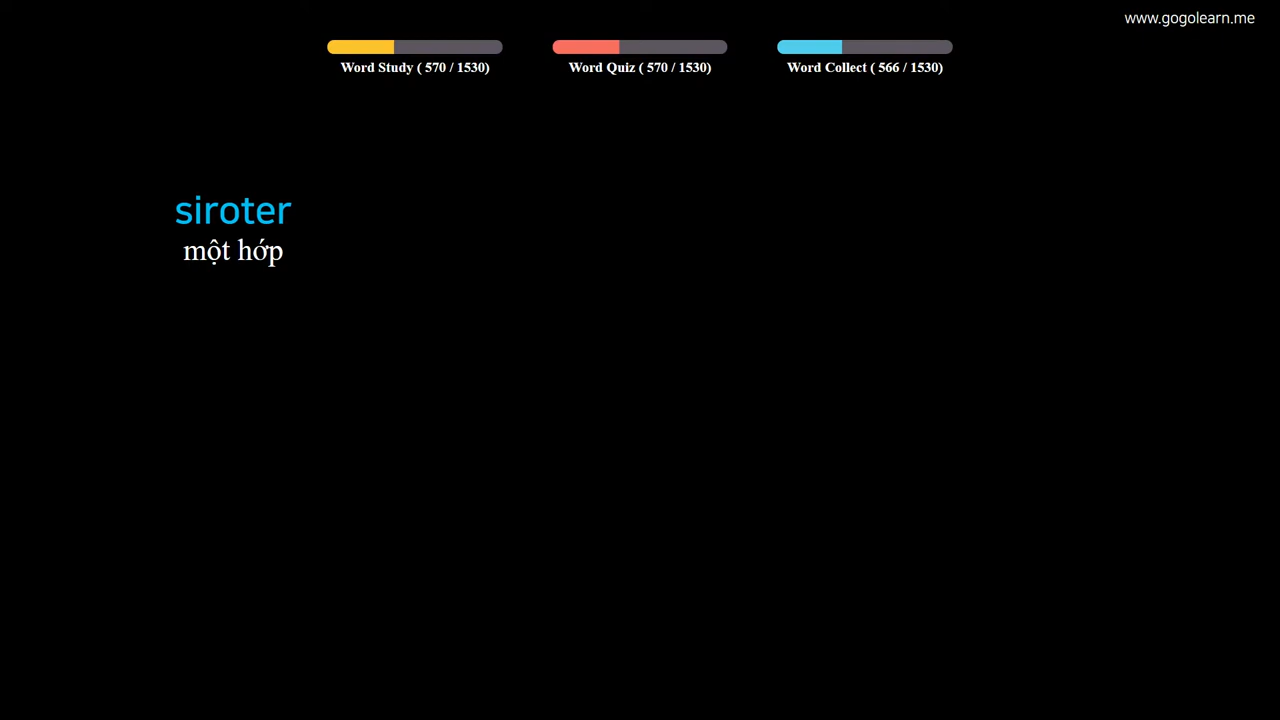 www.gogolearn.me
Word Study ( 570 / 1530)
Word Quiz ( 570 / 1530)
Word Collect ( 566 / 1530)
siroter
một hớp